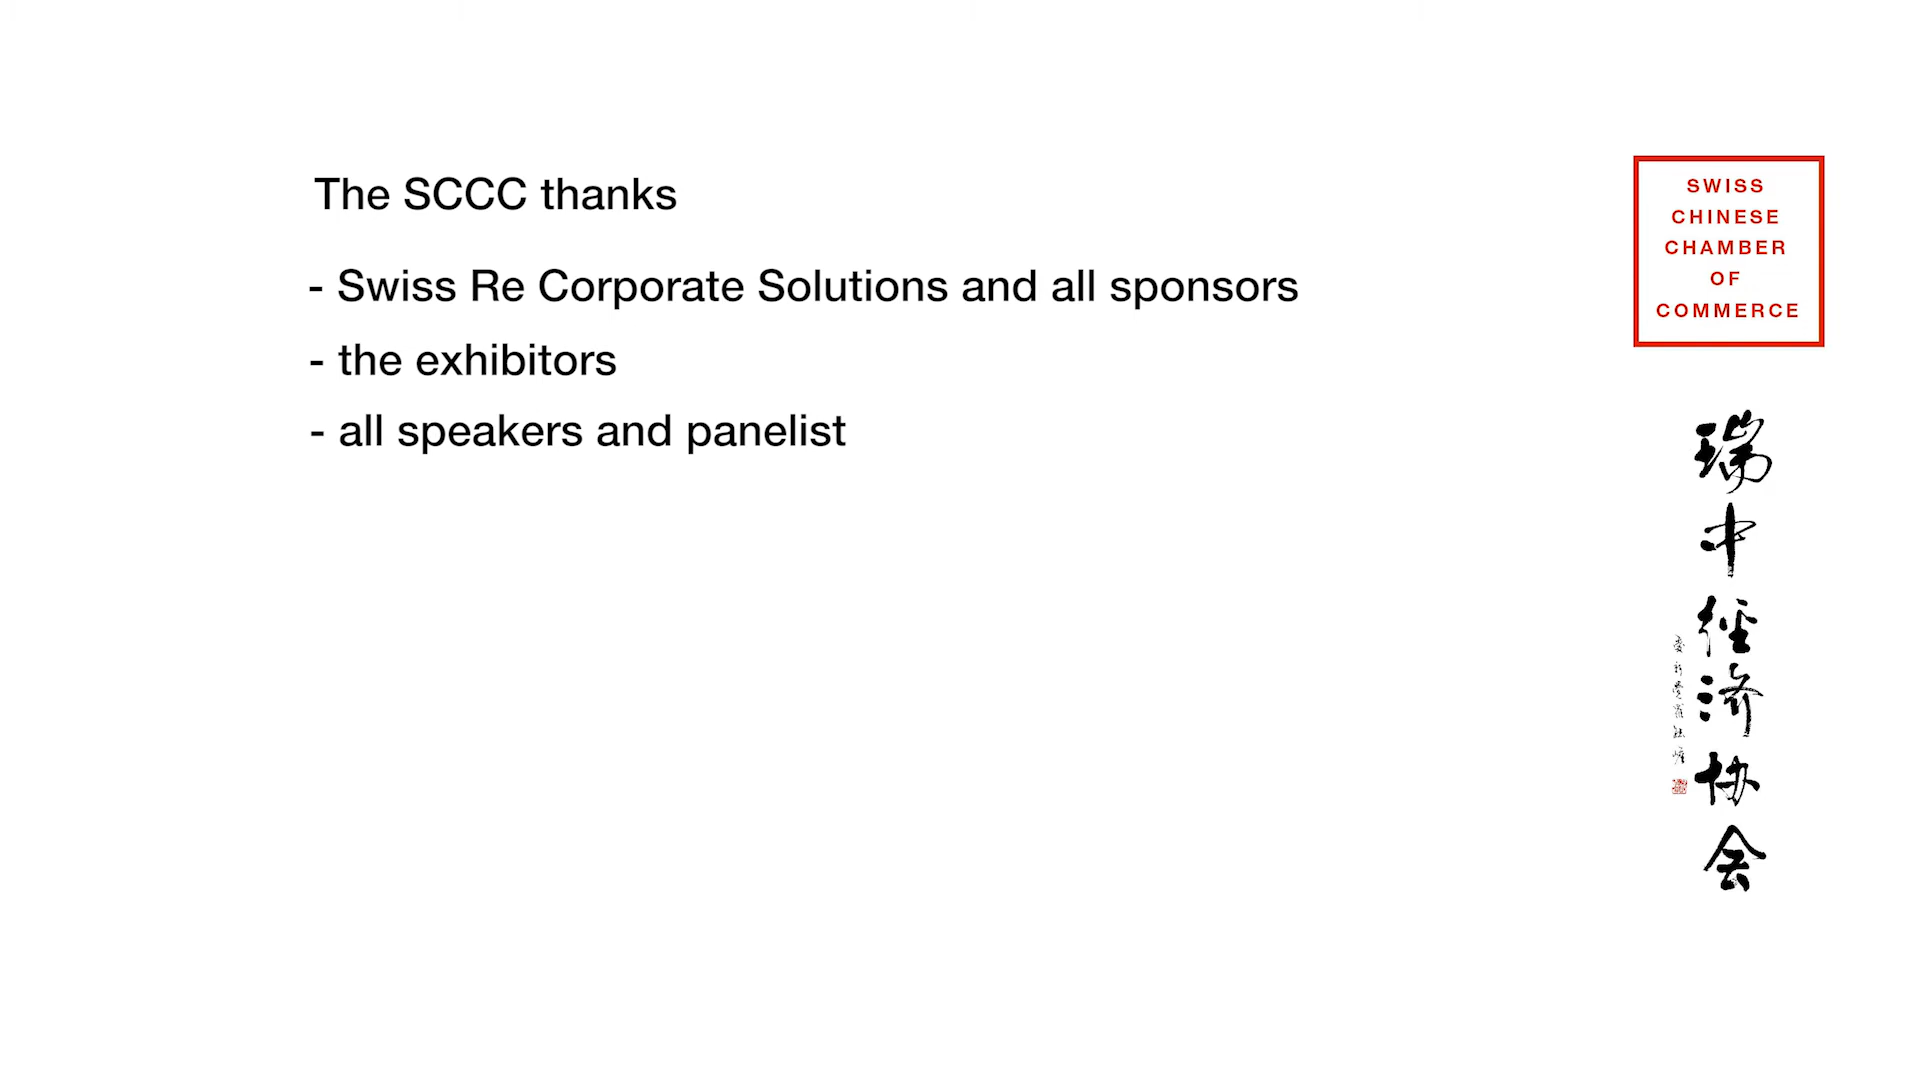 The SCCC thanks
- Swiss Re Corporate Solutions and all sponsors
- the exhibitors
- all speakers and panelist
SWISS
CHINESE
CHAMBER
OF
COMMERCE
瑞中经济协会